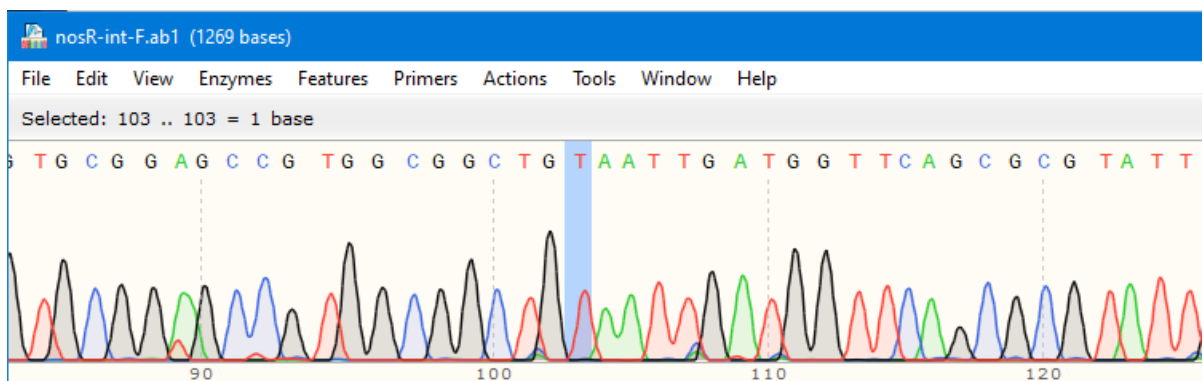 nosR-int-F.ab1 (1269 bases)
File Edit View Enzymes Features Primers Actions Tools Window Help
Selected: 103 .. 103 = 1 base
G T G C G G A G C C G T G G C G G C T G T A A T T G A T G G T T C A G C G C G T A T T
90 100 110 120